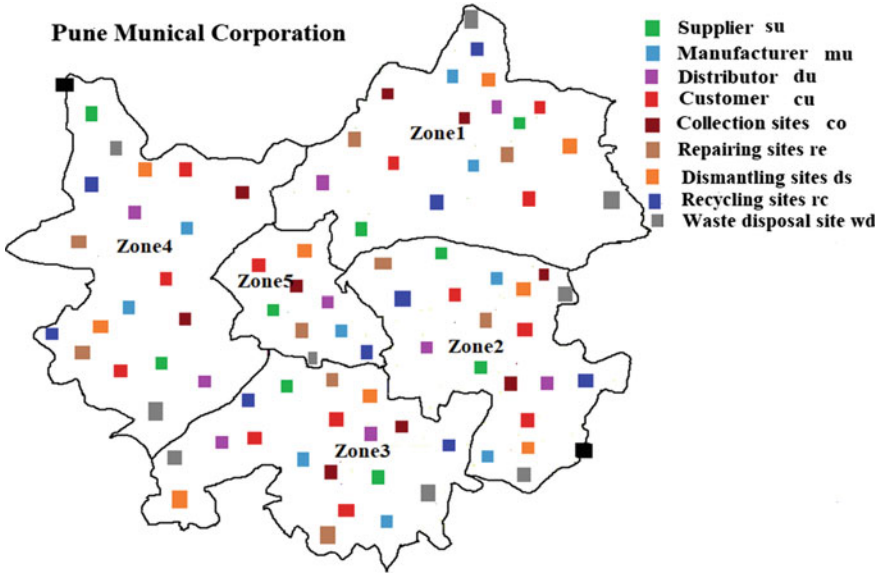 Pune Munical Corporation
Supplier su
Manufacturer mu
Distributor du
Customer cu
Collection sites co
Repairing sites re
Dismantling sites ds
Recycling sites rc
Waste disposal site wd
Zone1
Zone4
Zone5
Zone2
Zone3